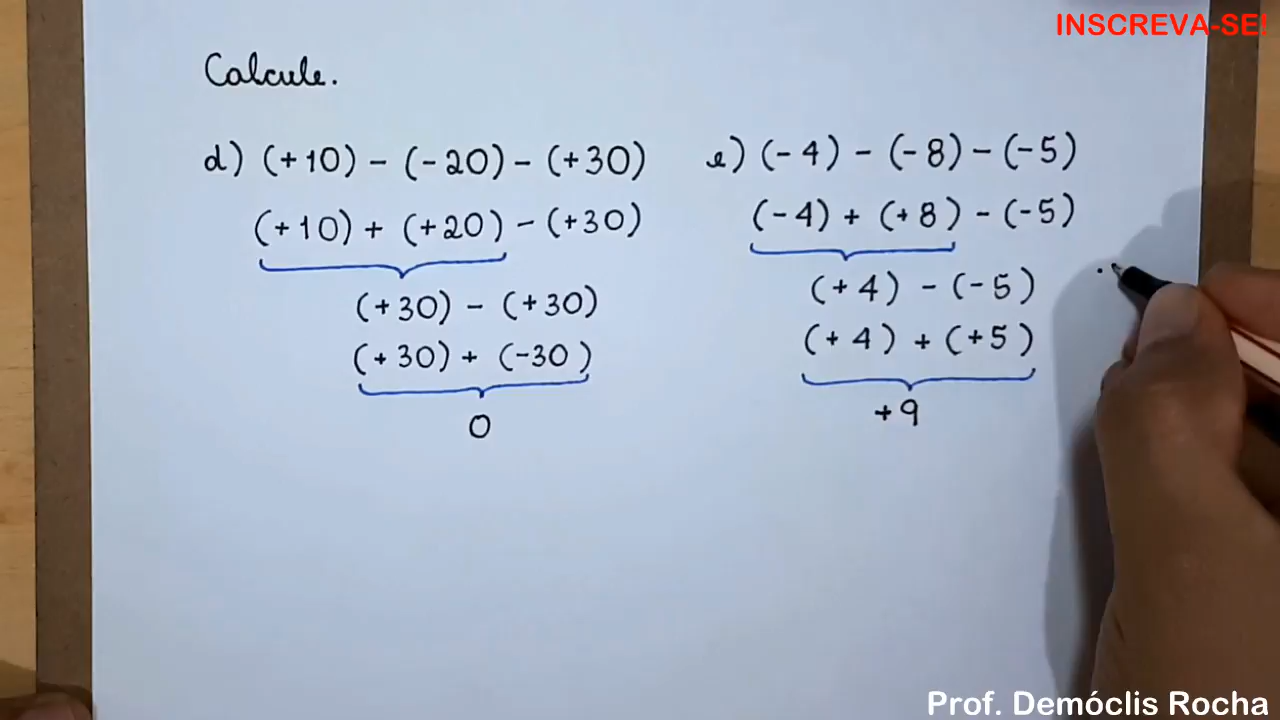 INSCREVA-SE!
Calcule.
d) (+10) - (-20) - (+30)
(+10) + (+20) - (+30)
(+30) - (+30)
(+30) + (-30)
0
e) (-4) - (-8) - (-5)
(-4) + (+8) - (-5)
(+4) - (-5)
(+4) + (+5)
+9
Prof. Demóclis Rocha